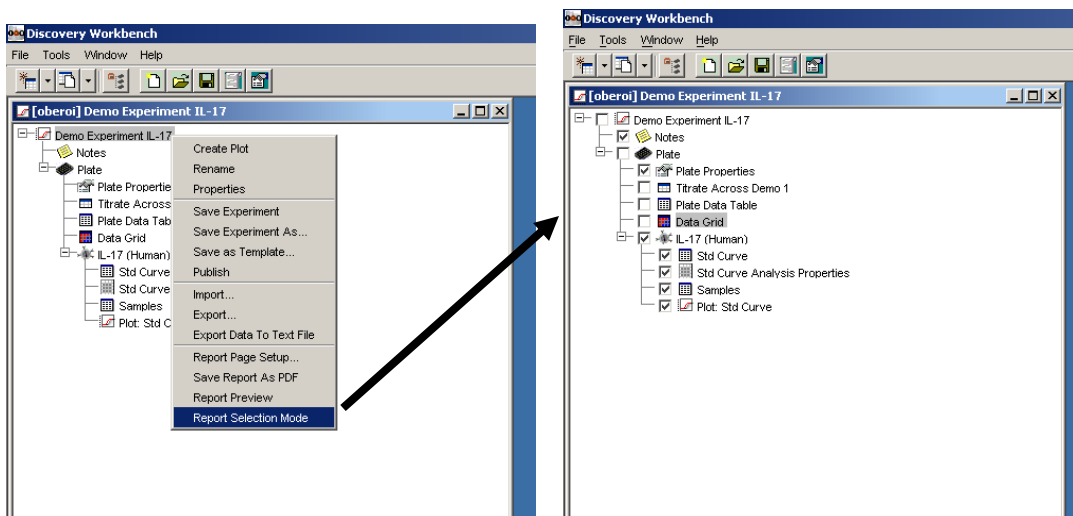 Discovery Workbench
File Tools Window Help
[oberoi] Demo Experiment IL-17
Demo Experiment IL-17
Notes
Plate
Plate Propertie
Titrate Across
Plate Data Tab
Data Grid
IL-17 (Human)
Std Curve
Std Curve
Samples
Plot: Std C
Create Plot
Rename
Properties
Save Experiment
Save Experiment As...
Save as Template...
Publish
Import...
Export...
Export Data To Text File
Report Page Setup...
Save Report As PDF
Report Preview
Report Selection Mode
Discovery Workbench
File Tools Window Help
[oberoi] Demo Experiment IL-17
Demo Experiment IL-17
Notes
Plate
Plate Properties
Titrate Across Demo 1
Plate Data Table
Data Grid
IL-17 (Human)
Std Curve
Std Curve Analysis Properties
Samples
Plot: Std Curve